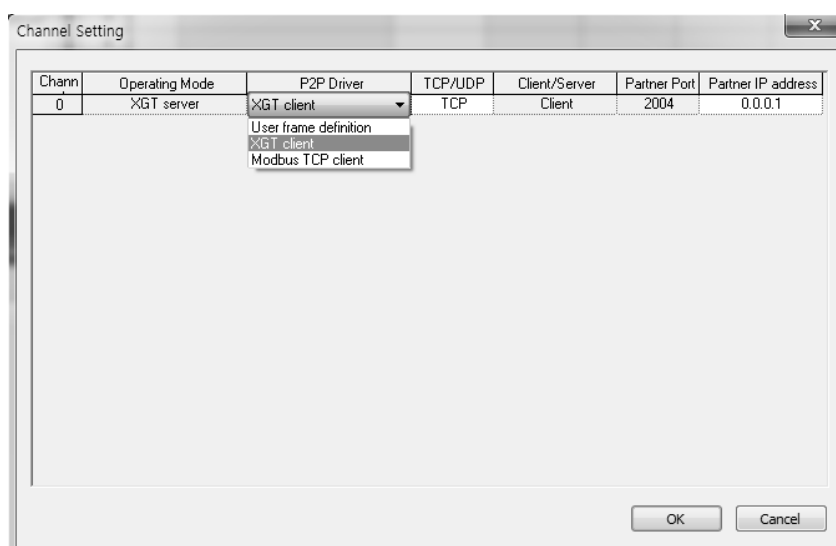 Channel Setting
Chann Operating Mode P2P Driver TCP/UDP Client/Server Partner Port Partner IP address
0 XGT server XGT client TCP Client 2004 0.0.0.1
User frame definition
XGT client
Modbus TCP client
OK Cancel